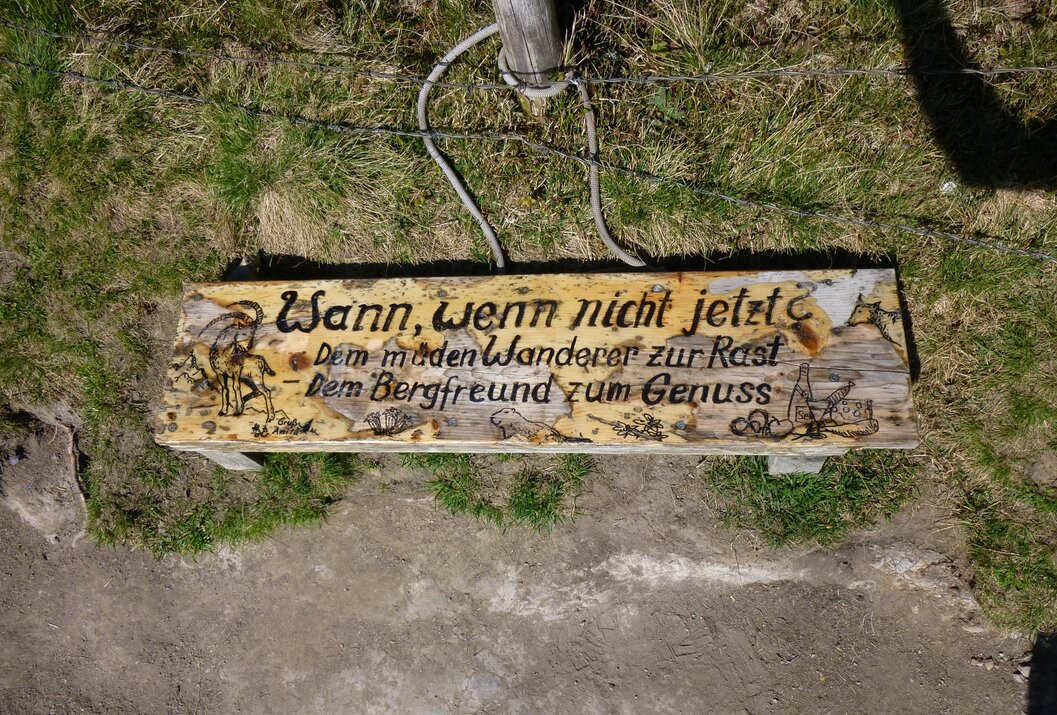 Wann, wenn nicht jetzt
Dem müden Wanderer zur Rast
- Dem Bergfreund zum Genuss